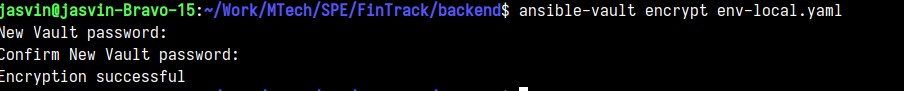 jasvin@jasvin-Bravo-15:~/Work/MTech/SPE/FinTrack/backend$ ansible-vault encrypt env-local.yaml
New Vault password:
Confirm New Vault password:
Encryption successful